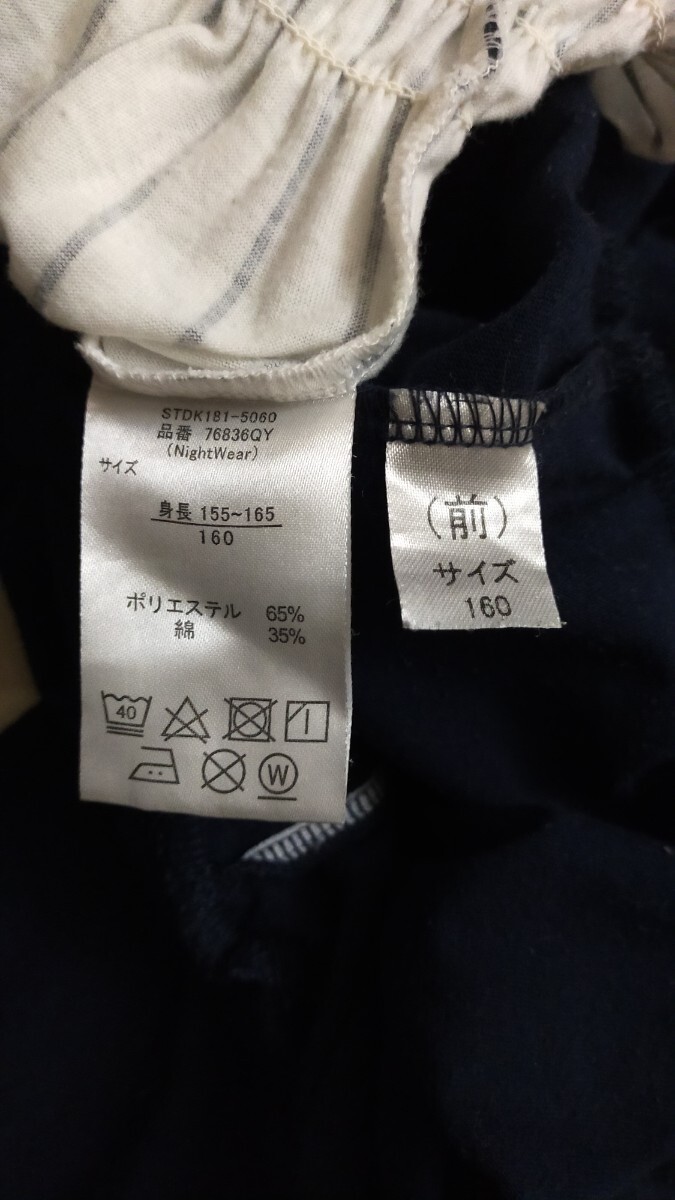 STDK181-5060
品番 76836QY
(NightWear)
サイズ
身長 155~165
160
ポリエステル 65%
綿 35%
40
W
(前)
サイズ
160